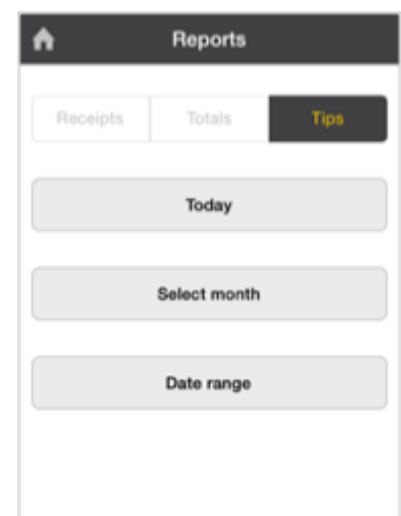 Reports
Receipts Totals Tips
Today
Select month
Date range